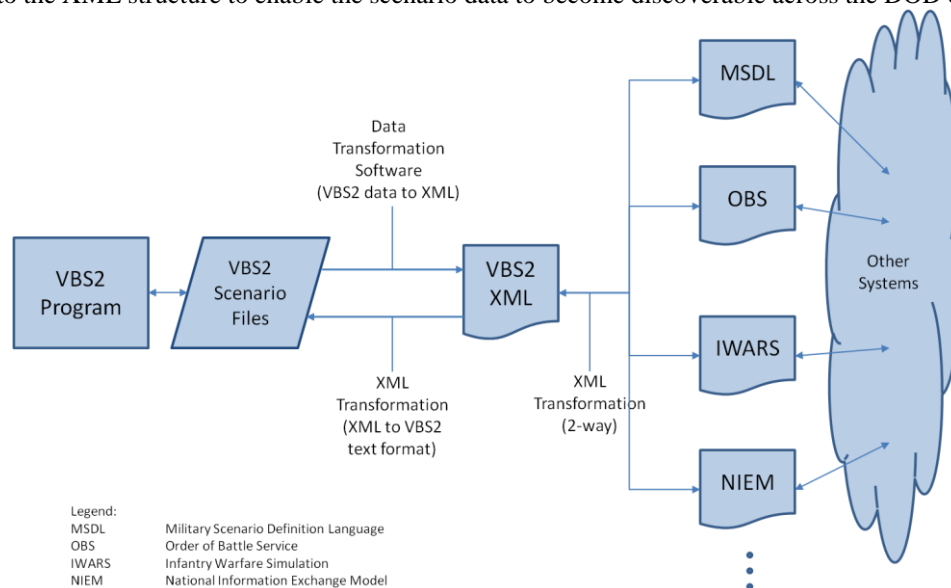 to the XML structure to enable the scenario data to become discoverable across the DOD
MSDL
Data
Transformation
Software
(VBS2 data to XML)
OBS
VBS2
Program
VBS2
Scenario
Files
VBS2
XML
Other
Systems
IWARS
XML
Transformation
(XML to VBS2
text format)
XML
Transformation
(2-way)
NIEM
Legend:
MSDL Military Scenario Definition Language
OBS Order of Battle Service
IWARS Infantry Warfare Simulation
NIEM National Information Exchange Model